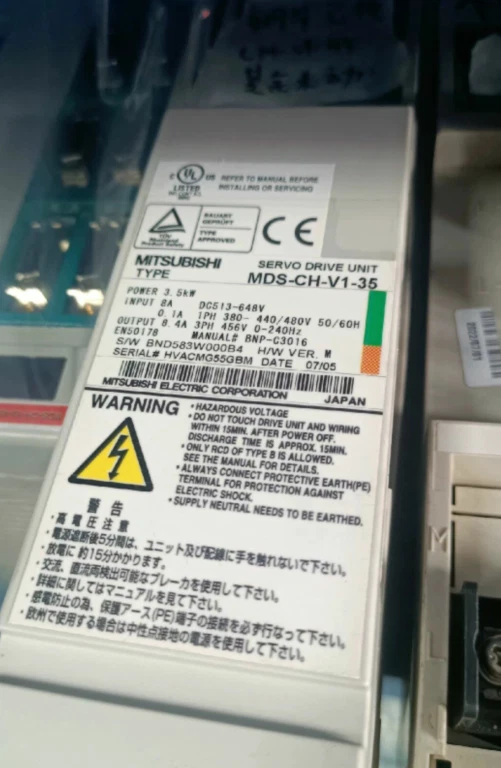 C UL US
LISTED
REFER TO MANUAL BEFORE
INSTALLING OR SERVICING
TÜV
BAUART
GEPRÜFT
TYPE
APPROVED
CE
MITSUBISHI SERVO DRIVE UNIT
TYPE MDS-CH-V1-35
POWER 3.5kW
INPUT 8A DC513-648V
0.1A 1PH 380-440/480V 50/60H
OUTPUT 8.4A 3PH 456V 0-240Hz
EN50178 MANUAL# BNP-C3016
S/W BND583W000B4 H/W VER. M
SERIAL# HVACMG55GBM DATE 07/05
MITSUBISHI ELECTRIC CORPORATION JAPAN
WARNING
• HAZARDOUS VOLTAGE
• DO NOT TOUCH DRIVE UNIT AND WIRING
WITHIN 15MIN. AFTER POWER OFF.
DISCHARGE TIME IS APPROX. 15MIN.
• ONLY RCD OF TYPE B IS ALLOWED.
SEE THE MANUAL FOR DETAILS.
• ALWAYS CONNECT PROTECTIVE EARTH(PE)
TERMINAL FOR PROTECTION AGAINST
ELECTRIC SHOCK.
• SUPPLY NEUTRAL NEEDS TO BE EARTHED.
警告
・高電圧注意
・電源遮断後5分間は、ユニット及び配線に手を触れないで下さい。
・放電に約15分かかります。
・交流、直流両検出可能なブレーカを使用して下さい。
・詳細に関してはマニュアルを見て下さい。
・感電防止の為、保護アース(PE)端子の接続を必ず行なって下さい。
・欧州で使用する場合は中性点接地の電源を使用して下さい。
M